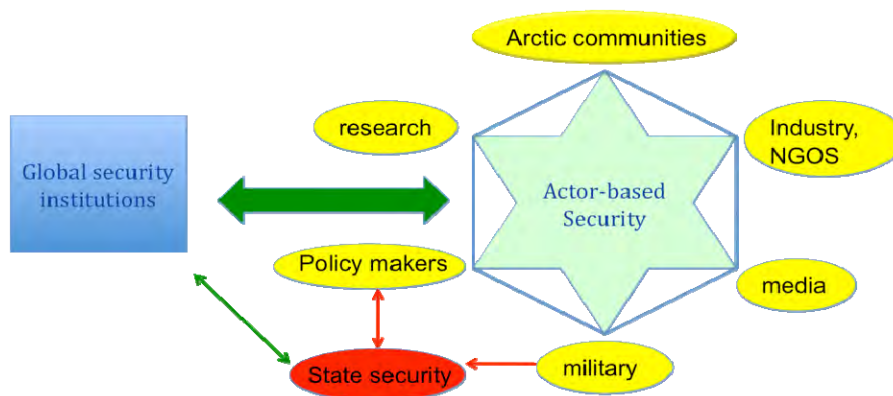 Arctic communities
research
Industry,
NGOS
Global security
institutions
Actor-based
Security
Policy makers
media
State security
military